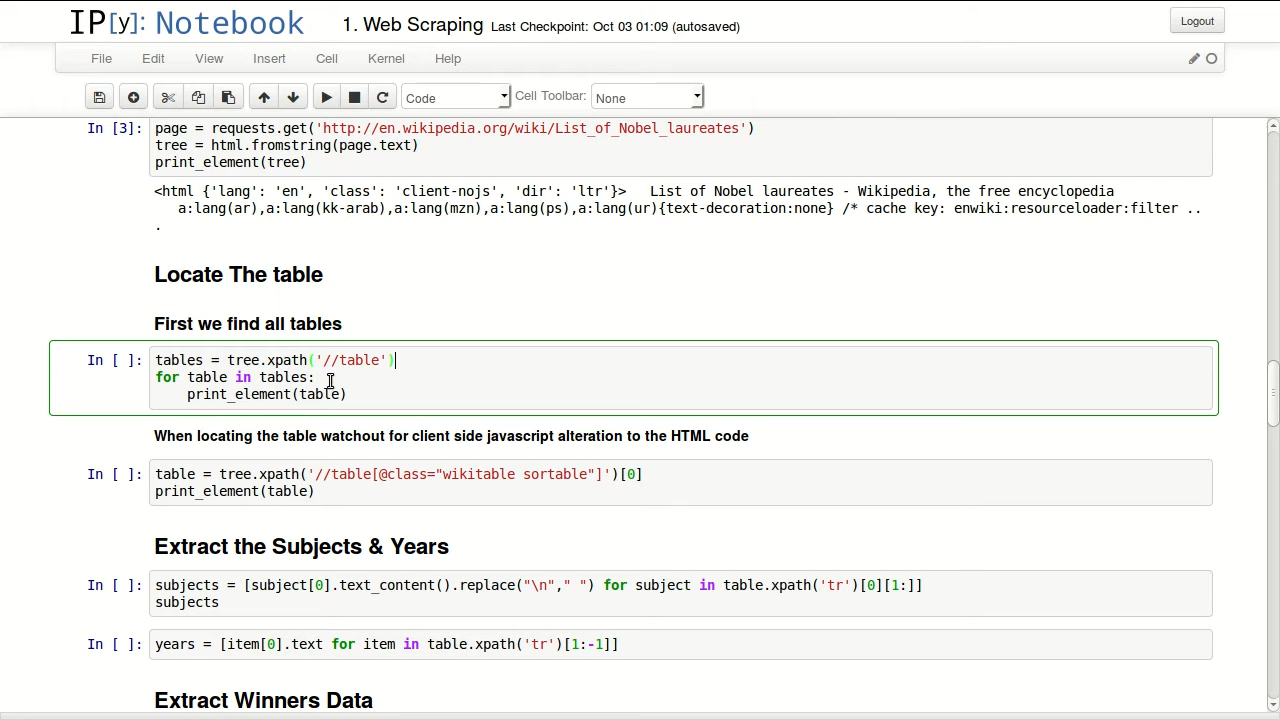 IP[y]: Notebook 1. Web Scraping Last Checkpoint: Oct 03 01:09 (autosaved) Logout
File Edit View Insert Cell Kernel Help
Code Cell Toolbar: None
In [3]: page = requests.get('http://en.wikipedia.org/wiki/List_of_Nobel_laureates')
tree = html.fromstring(page.text)
print_element(tree)
<html {'lang': 'en', 'class': 'client-nojs', 'dir': 'ltr'}> List of Nobel laureates - Wikipedia, the free encyclopedia
a:lang(ar),a:lang(kk-arab),a:lang(mzn),a:lang(ps),a:lang(ur){text-decoration:none} /* cache key: enwiki:resourceloader:filter ..
.
Locate The table
First we find all tables
In [ ]: tables = tree.xpath('//table')
for table in tables:
print_element(table)
When locating the table watchout for client side javascript alteration to the HTML code
In [ ]: table = tree.xpath('//table[@class="wikitable sortable"]')[0]
print_element(table)
Extract the Subjects & Years
In [ ]: subjects = [subject[0].text_content().replace("\n"," ") for subject in table.xpath('tr')[0][1:]]
subjects
In [ ]: years = [item[0].text for item in table.xpath('tr')[1:-1]]
Extract Winners Data